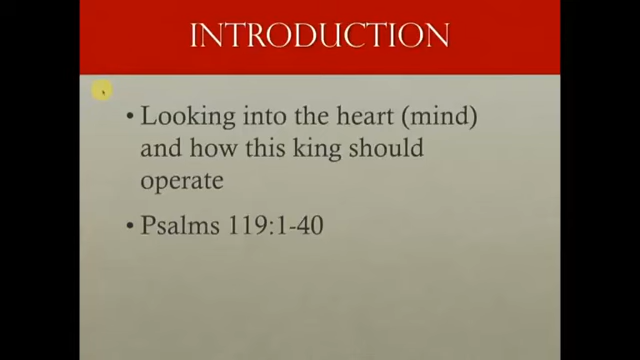 INTRODUCTION
• Looking into the heart (mind)
and how this king should
operate
• Psalms 119:1-40